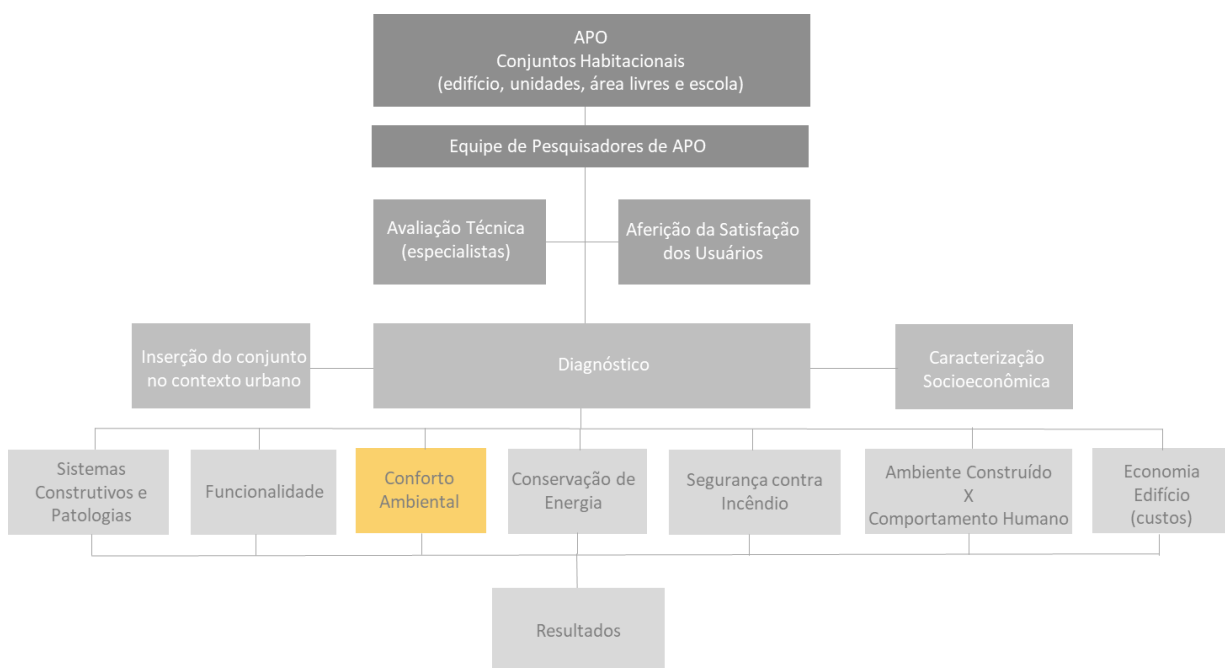 APO
Conjuntos Habitacionais
(edifício, unidades, área livres e escola)
Equipe de Pesquisadores de APO
Avaliação Técnica
(especialistas)
Aferição da Satisfação
dos Usuários
Inserção do conjunto
no contexto urbano
Diagnóstico
Caracterização
Socioeconômica
Sistemas
Construtivos e
Patologias
Funcionalidade
Conforto
Ambiental
Conservação de
Energia
Segurança contra
Incêndio
Ambiente Construído
X
Comportamento Humano
Economia
Edifício
(custos)
Resultados